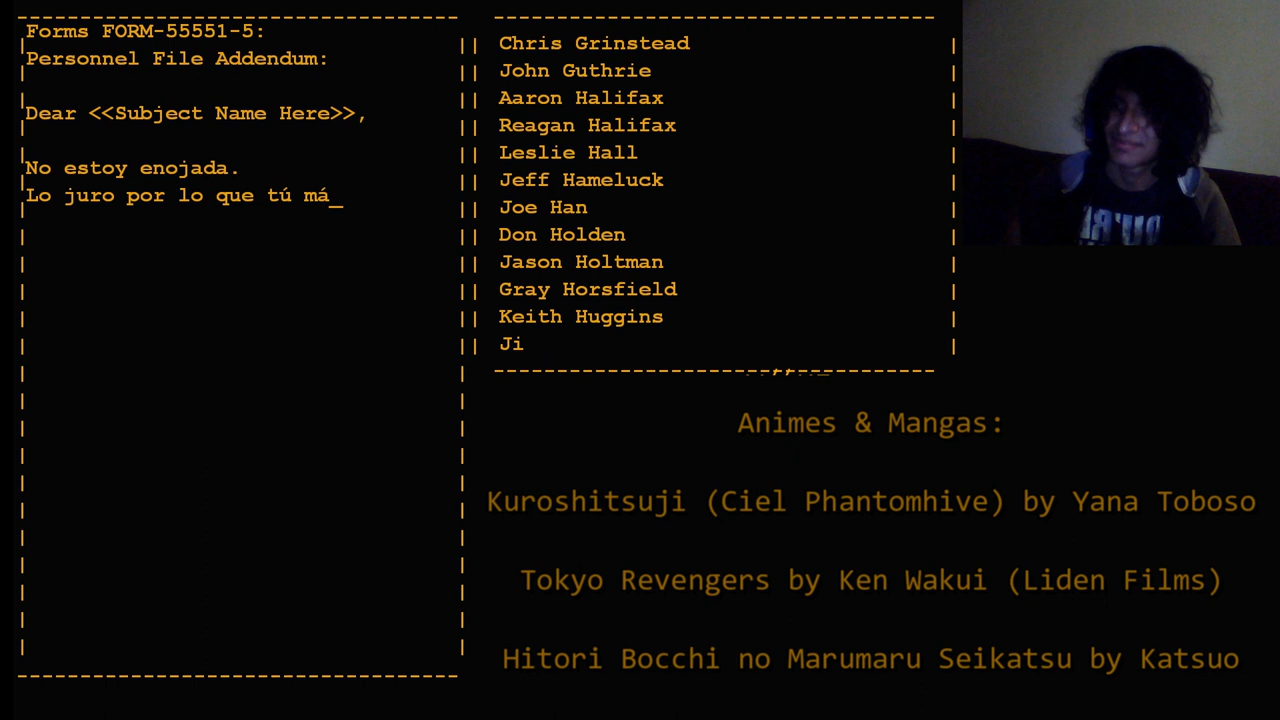 Forms FORM-55551-5:
Personnel File Addendum:
Dear <<Subject Name Here>>,
No estoy enojada.
Lo juro por lo que tú má_
Chris Grinstead
John Guthrie
Aaron Halifax
Reagan Halifax
Leslie Hall
Jeff Hameluck
Joe Han
Don Holden
Jason Holtman
Gray Horsfield
Keith Huggins
Ji
Animes & Mangas:
Kuroshitsuji (Ciel Phantomhive) by Yana Toboso
Tokyo Revengers by Ken Wakui (Liden Films)
Hitori Bocchi no Marumaru Seikatsu by Katsuo